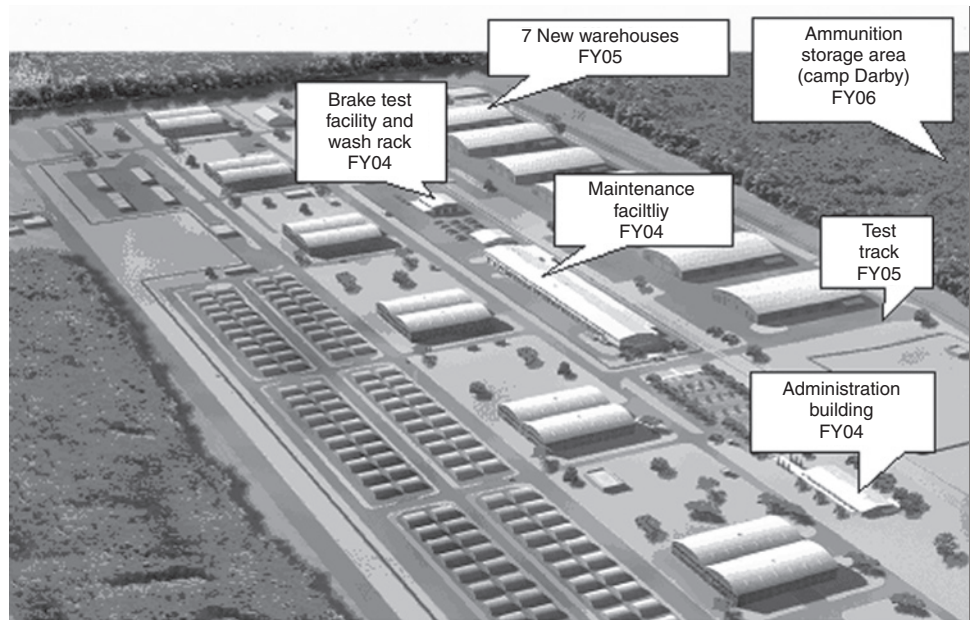 7 New warehouses
FY05
Ammunition
storage area
(camp Darby)
FY06
Brake test
facility and
wash rack
FY04
Maintenance
faciltliy
FY04
Test
track
FY05
Administration
building
FY04